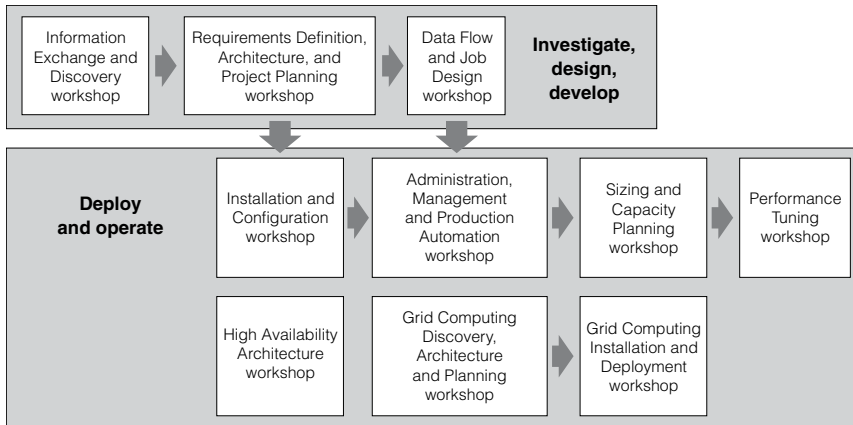 Information
Exchange and
Discovery
workshop
Requirements Definition,
Architecture, and
Project Planning
workshop
Data Flow
and Job
Design
workshop
Investigate,
design,
develop
Deploy
and operate
Installation and
Configuration
workshop
Administration,
Management
and Production
Automation
workshop
Sizing and
Capacity
Planning
workshop
Performance
Tuning
workshop
High Availability
Architecture
workshop
Grid Computing
Discovery,
Architecture
and Planning
workshop
Grid Computing
Installation and
Deployment
workshop